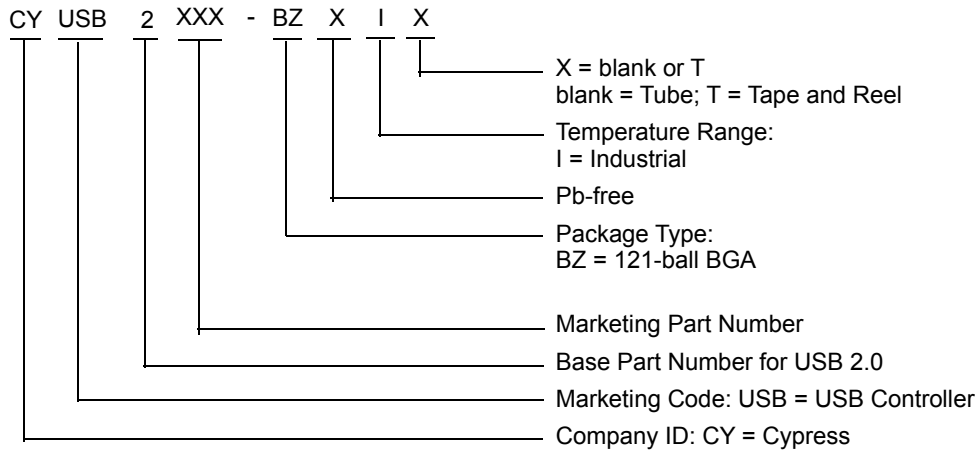 CY USB 2 XXX - BZ X I X
X = blank or T
blank = Tube; T = Tape and Reel
Temperature Range:
I = Industrial
Pb-free
Package Type:
BZ = 121-ball BGA
Marketing Part Number
Base Part Number for USB 2.0
Marketing Code: USB = USB Controller
Company ID: CY = Cypress